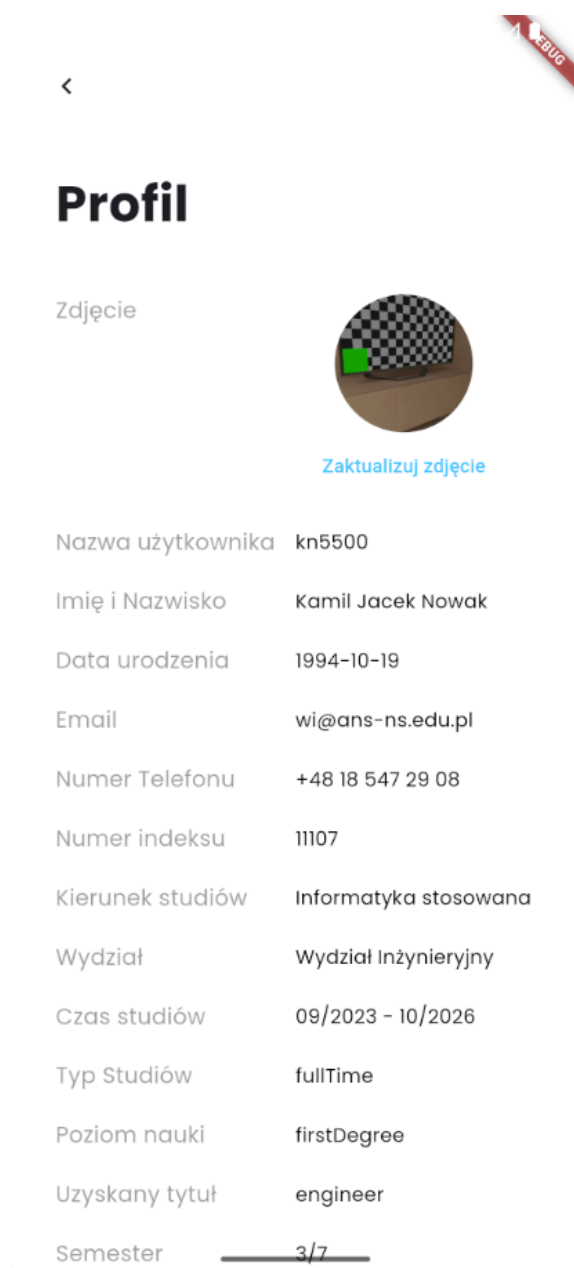 Profil
Zdjęcie
Zaktualizuj zdjęcie
Nazwa użytkownika kn5500
Imię i Nazwisko Kamil Jacek Nowak
Data urodzenia 1994-10-19
Email wi@ans-ns.edu.pl
Numer Telefonu +48 18 547 29 08
Numer indeksu 11107
Kierunek studiów Informatyka stosowana
Wydział Wydział Inżynieryjny
Czas studiów 09/2023 - 10/2026
Typ Studiów fullTime
Poziom nauki firstDegree
Uzyskany tytuł engineer
Semester 3/7